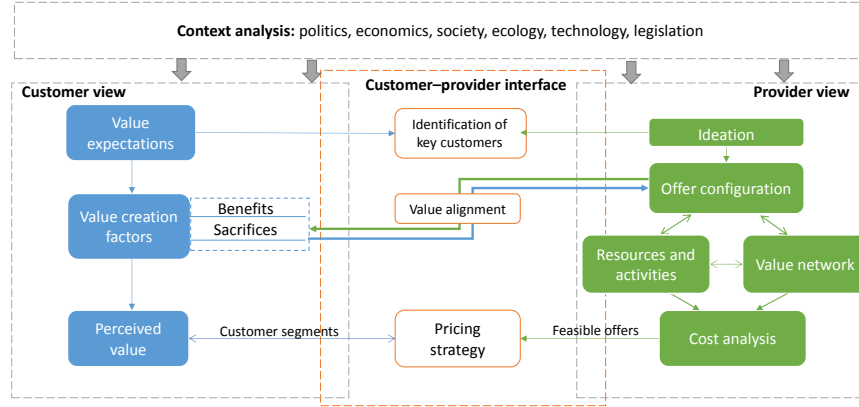 Context analysis: politics, economics, society, ecology, technology, legislation
Customer view
Customer–provider interface
Provider view
Value
expectations
Identification of
key customers
Ideation
Offer configuration
Value creation
factors
Benefits
Sacrifices
Value alignment
Resources and
activities
Value network
Perceived
value
Customer segments
Pricing
strategy
Feasible offers
Cost analysis